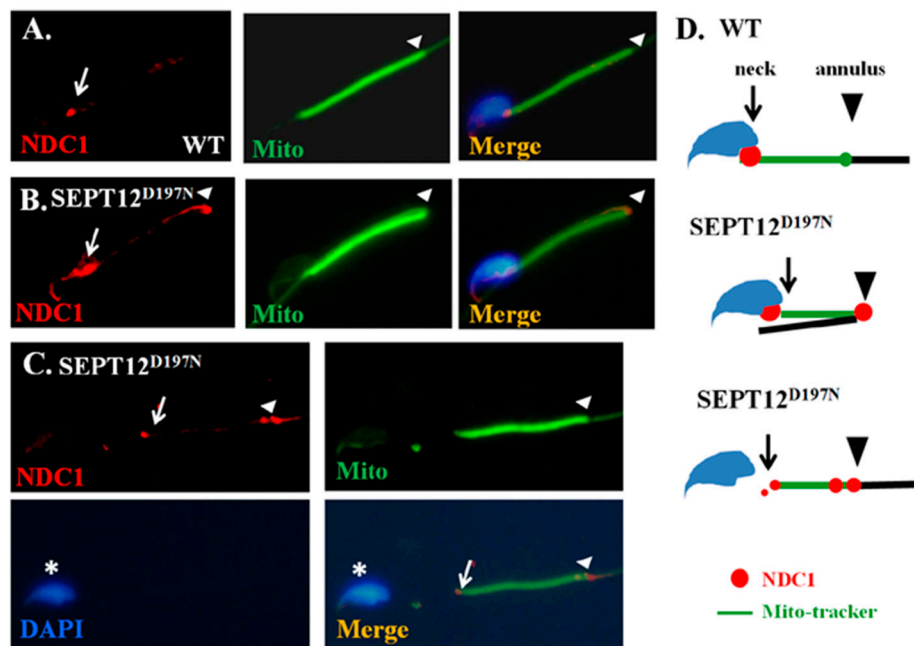 A.
NDC1
WT
Mito
Merge
B. SEPT12D197N
NDC1
Mito
Merge
C. SEPT12D197N
NDC1
Mito
*
DAPI
*
Merge
D. WT
neck annulus
SEPT12D197N
SEPT12D197N
NDC1
Mito-tracker